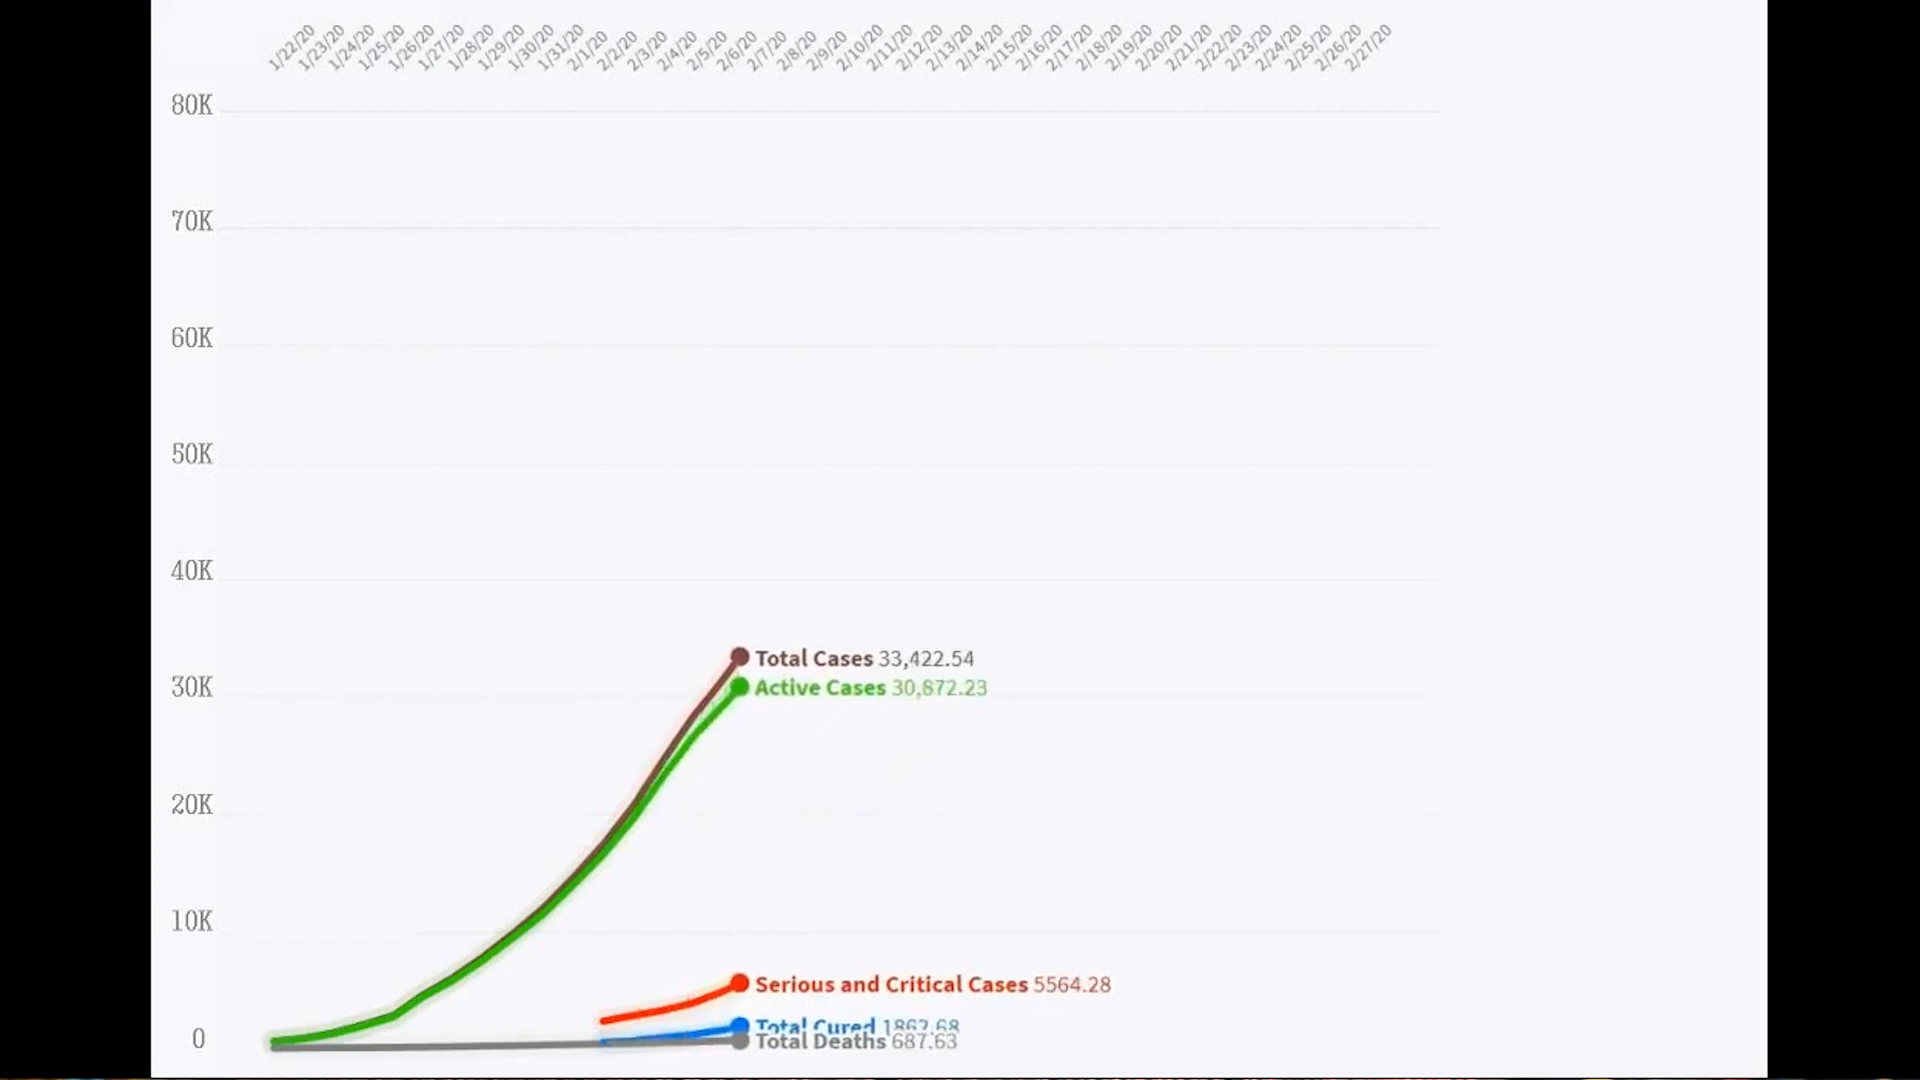 1/22/20 1/23/20 1/24/20 1/25/20 1/26/20 1/27/20 1/28/20 1/29/20 1/30/20 1/31/20 2/1/20 2/2/20 2/3/20 2/4/20 2/5/20 2/6/20 2/7/20 2/8/20 2/9/20 2/10/20 2/11/20 2/12/20 2/13/20 2/14/20 2/15/20 2/16/20 2/17/20 2/18/20 2/19/20 2/20/20 2/21/20 2/22/20 2/23/20 2/24/20 2/25/20 2/26/20 2/27/20
80K
70K
60K
50K
40K
Total Cases 33,422.54
30K
Active Cases 30,872.23
20K
10K
Serious and Critical Cases 5564.28
Total Cured 1867.68
0
Total Deaths 687.63